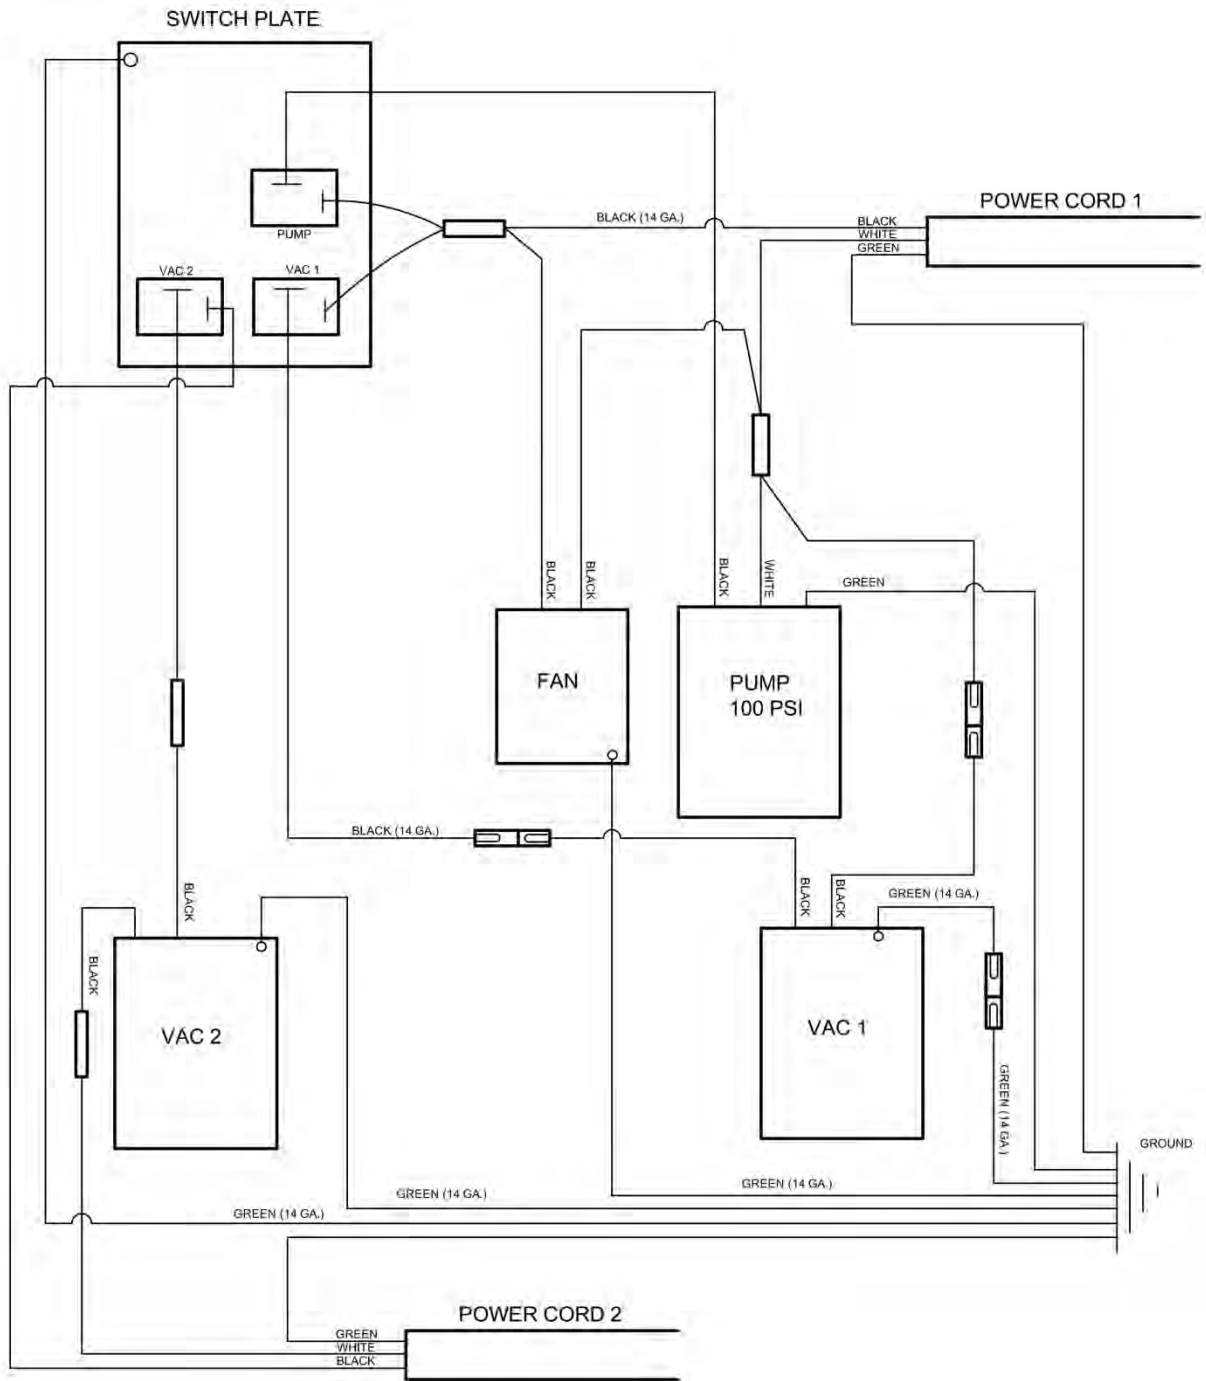 SWITCH PLATE
POWER CORD 1
BLACK (14 GA.)
BLACK
WHITE
GREEN
PUMP
VAC 2
VAC 1
BLACK
BLACK
BLACK
WHITE
GREEN
FAN
PUMP
100 PSI
BLACK (14 GA.)
BLACK
BLACK
BLACK
GREEN (14 GA.)
BLACK
VAC 2
VAC 1
GREEN (14 GA.)
GROUND
GREEN (14 GA.)
GREEN (14 GA.)
GREEN (14 GA.)
POWER CORD 2
GREEN
WHITE
BLACK